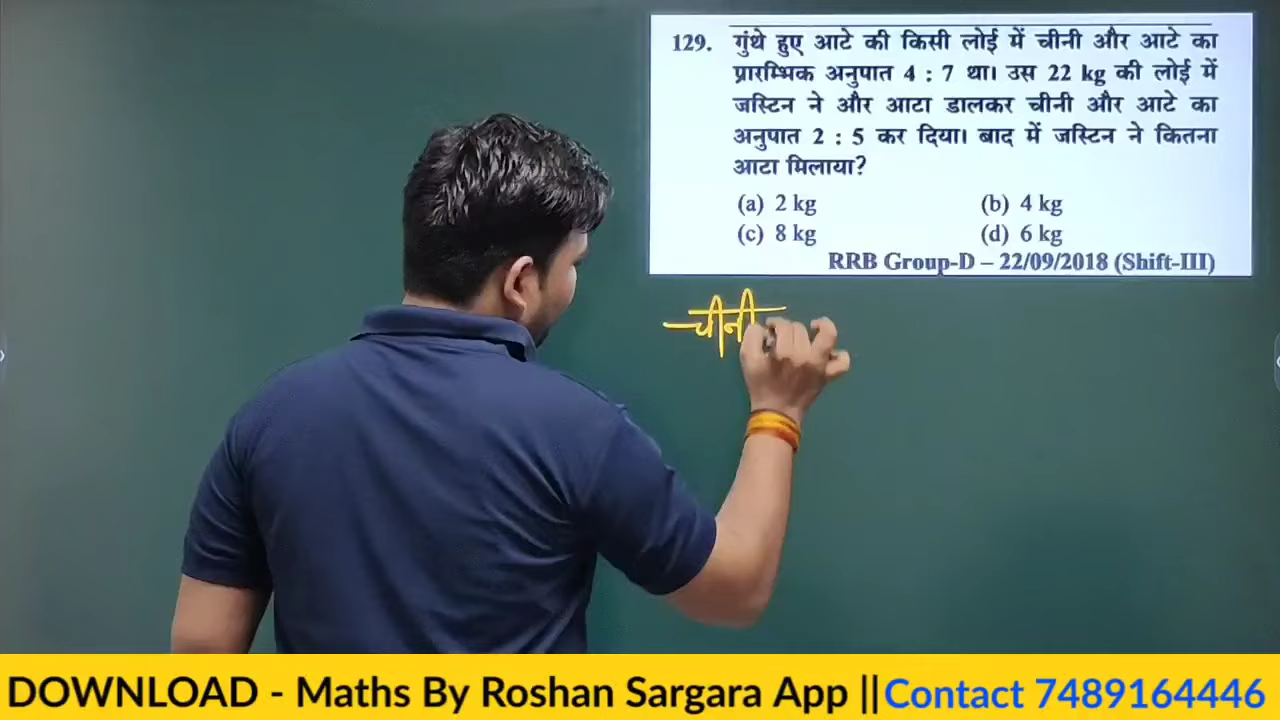 129. गुंथे हुए आटे की किसी लोई में चीनी और आटे का
प्रारम्भिक अनुपात 4 : 7 था। उस 22 kg की लोई में
जस्टिन ने और आटा डालकर चीनी और आटे का
अनुपात 2 : 5 कर दिया। बाद में जस्टिन ने कितना
आटा मिलाया?
(a) 2 kg (b) 4 kg
(c) 8 kg (d) 6 kg
RRB Group-D – 22/09/2018 (Shift-III)
चीनी
DOWNLOAD - Maths By Roshan Sargara App || Contact 7489164446